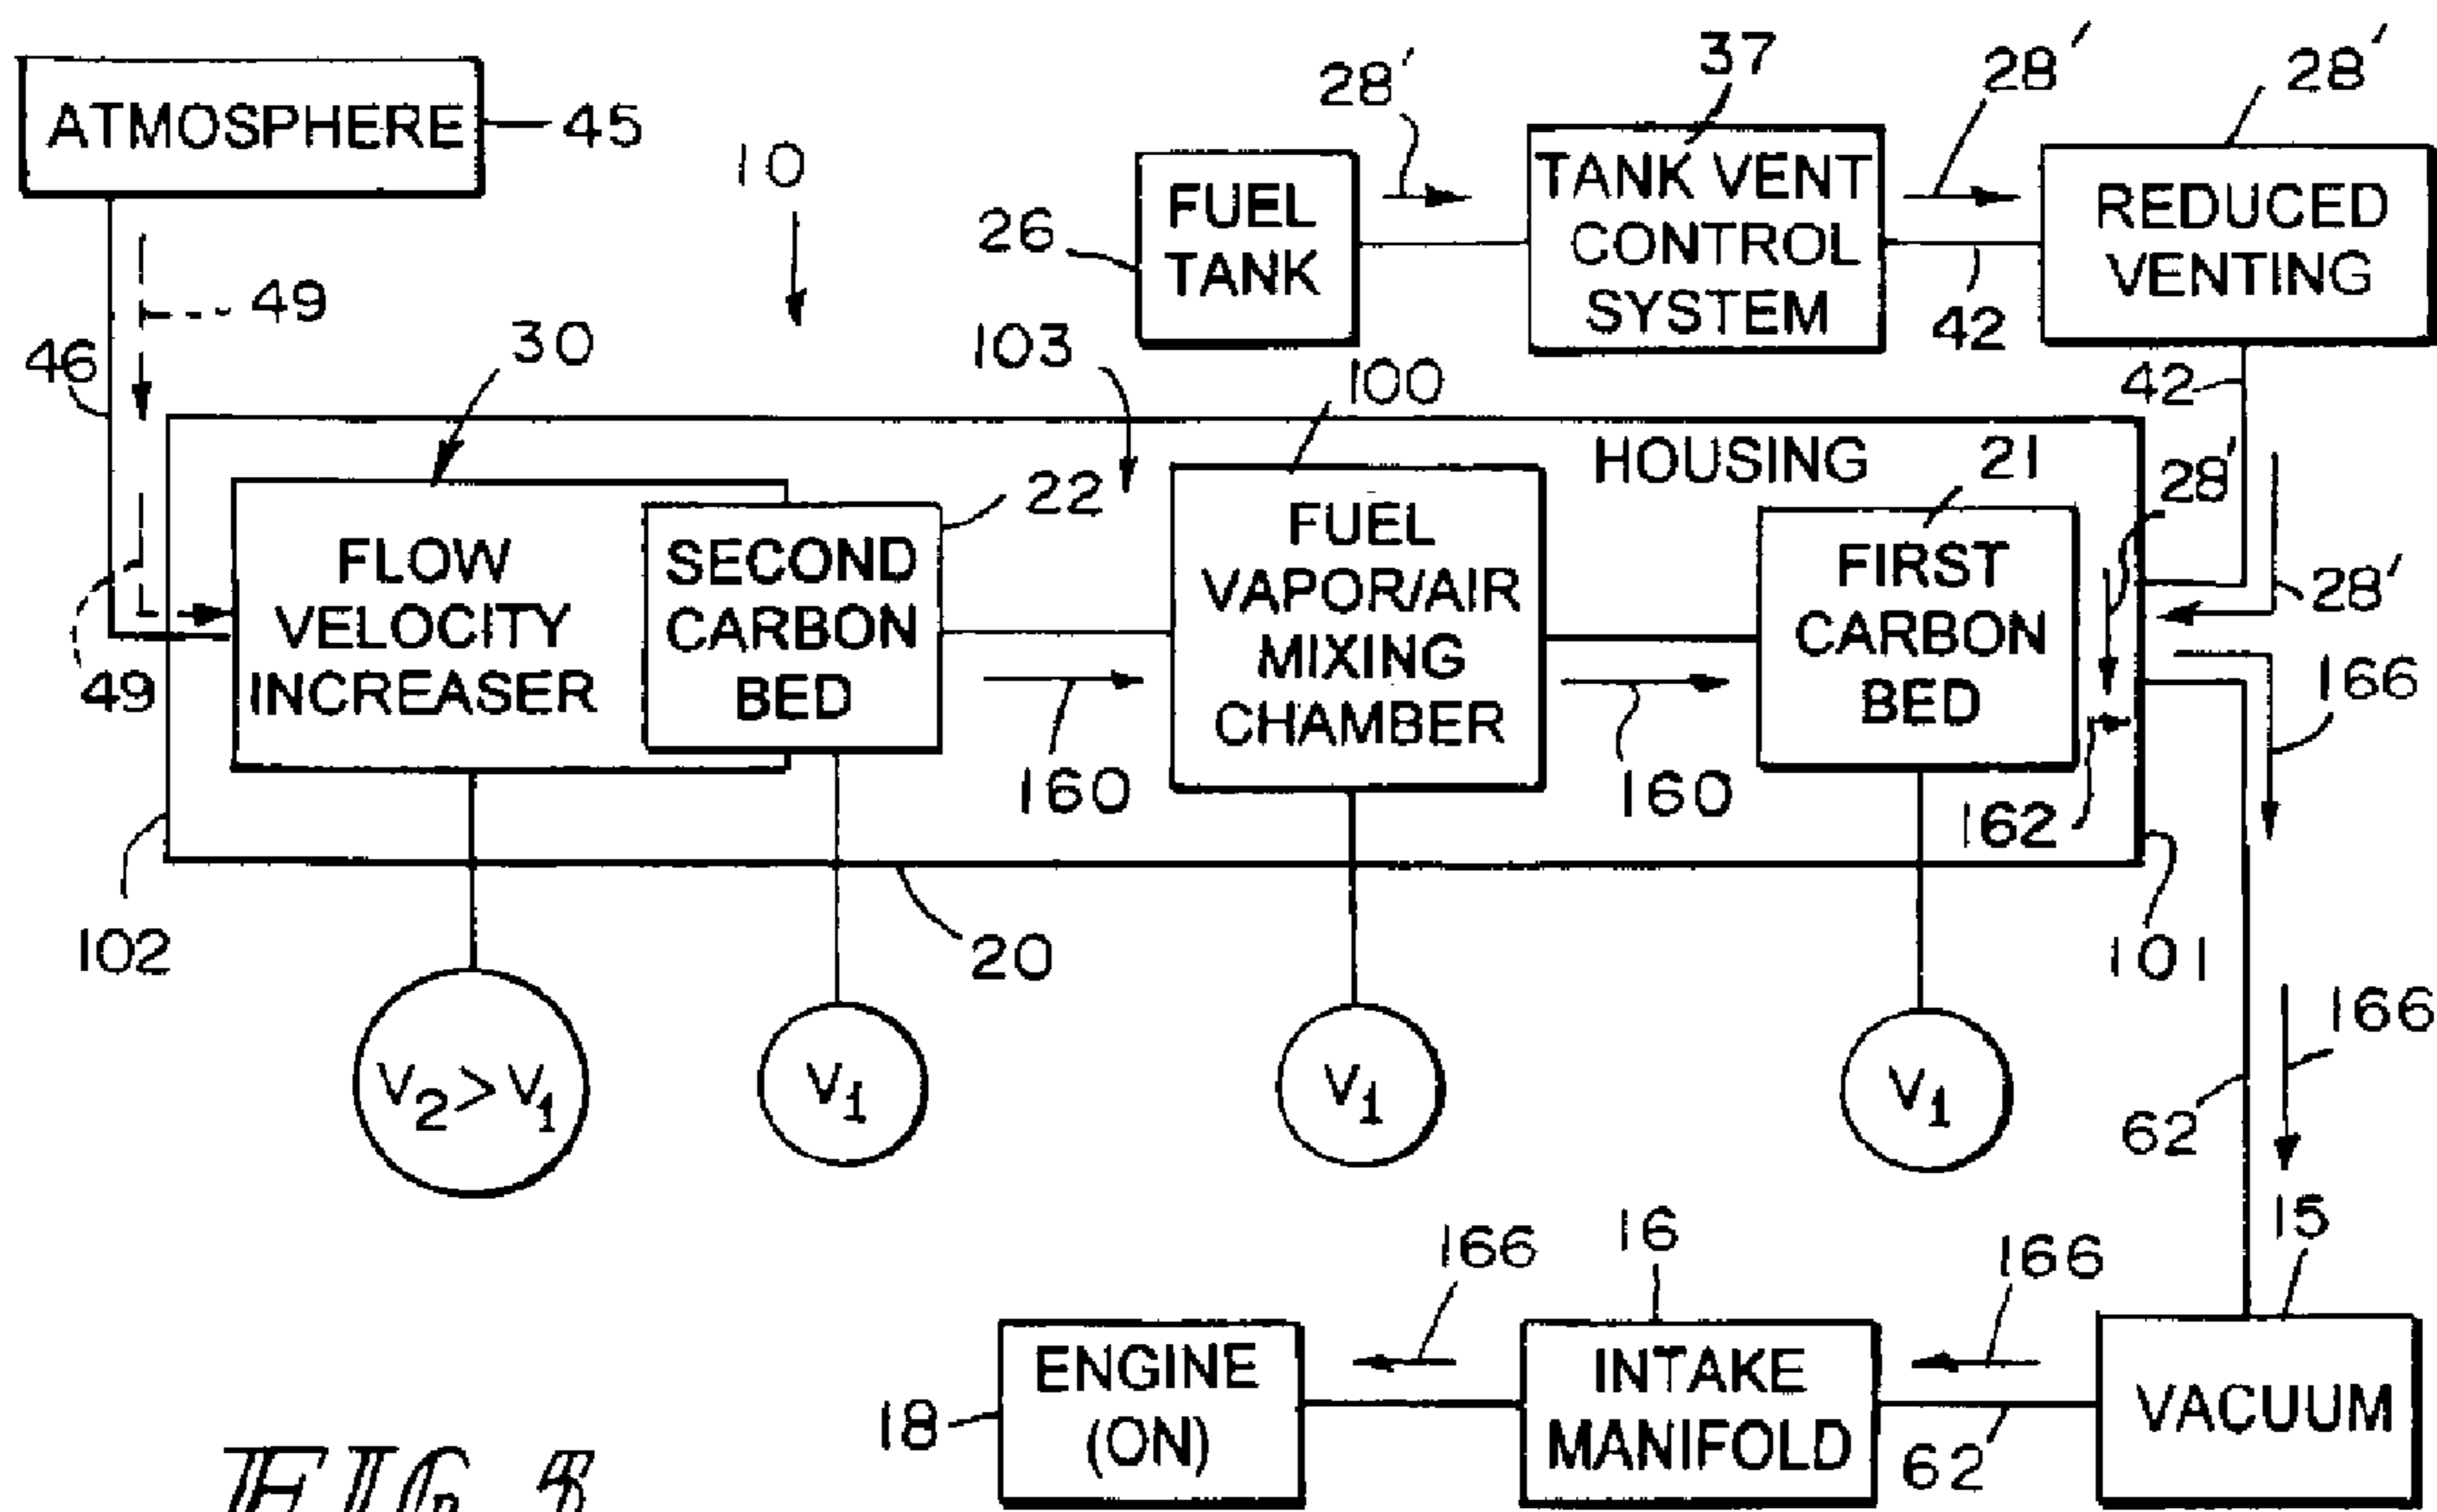 ATMOSPHERE
45
10
28'
37
28'
28'
26
FUEL
TANK
TANK VENT
CONTROL
SYSTEM
42
REDUCED
VENTING
49
46
30
103
100
42
HOUSING
21
28'
28'
22
FLOW
VELOCITY
INCREASER
SECOND
CARBON
BED
FUEL
VAPOR/AIR
MIXING
CHAMBER
FIRST
CARBON
BED
49
160
160
162
166
102
20
101
V2>V1
V1
V1
V1
166
62
15
166
16
166
18
ENGINE
(ON)
INTAKE
MANIFOLD
62
VACUUM